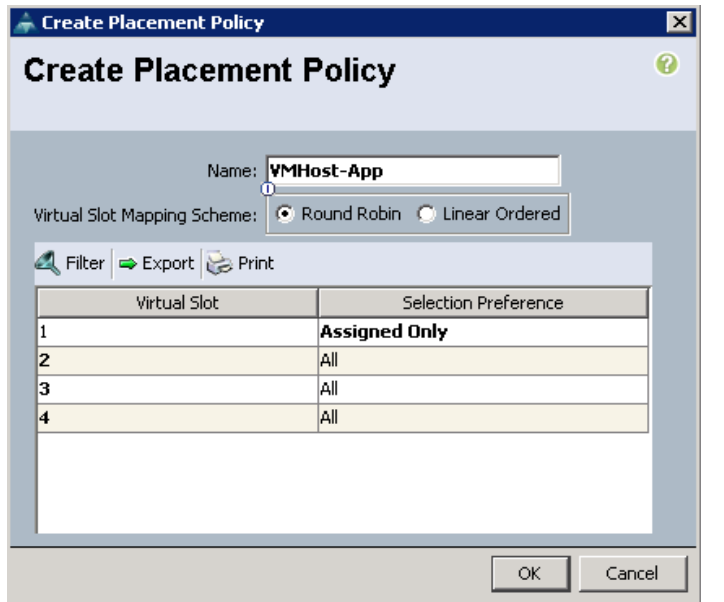 Create Placement Policy
Create Placement Policy
Name: VMHost-App
Virtual Slot Mapping Scheme: Round Robin Linear Ordered
Filter Export Print
Virtual Slot Selection Preference
1 Assigned Only
2 All
3 All
4 All
OK Cancel